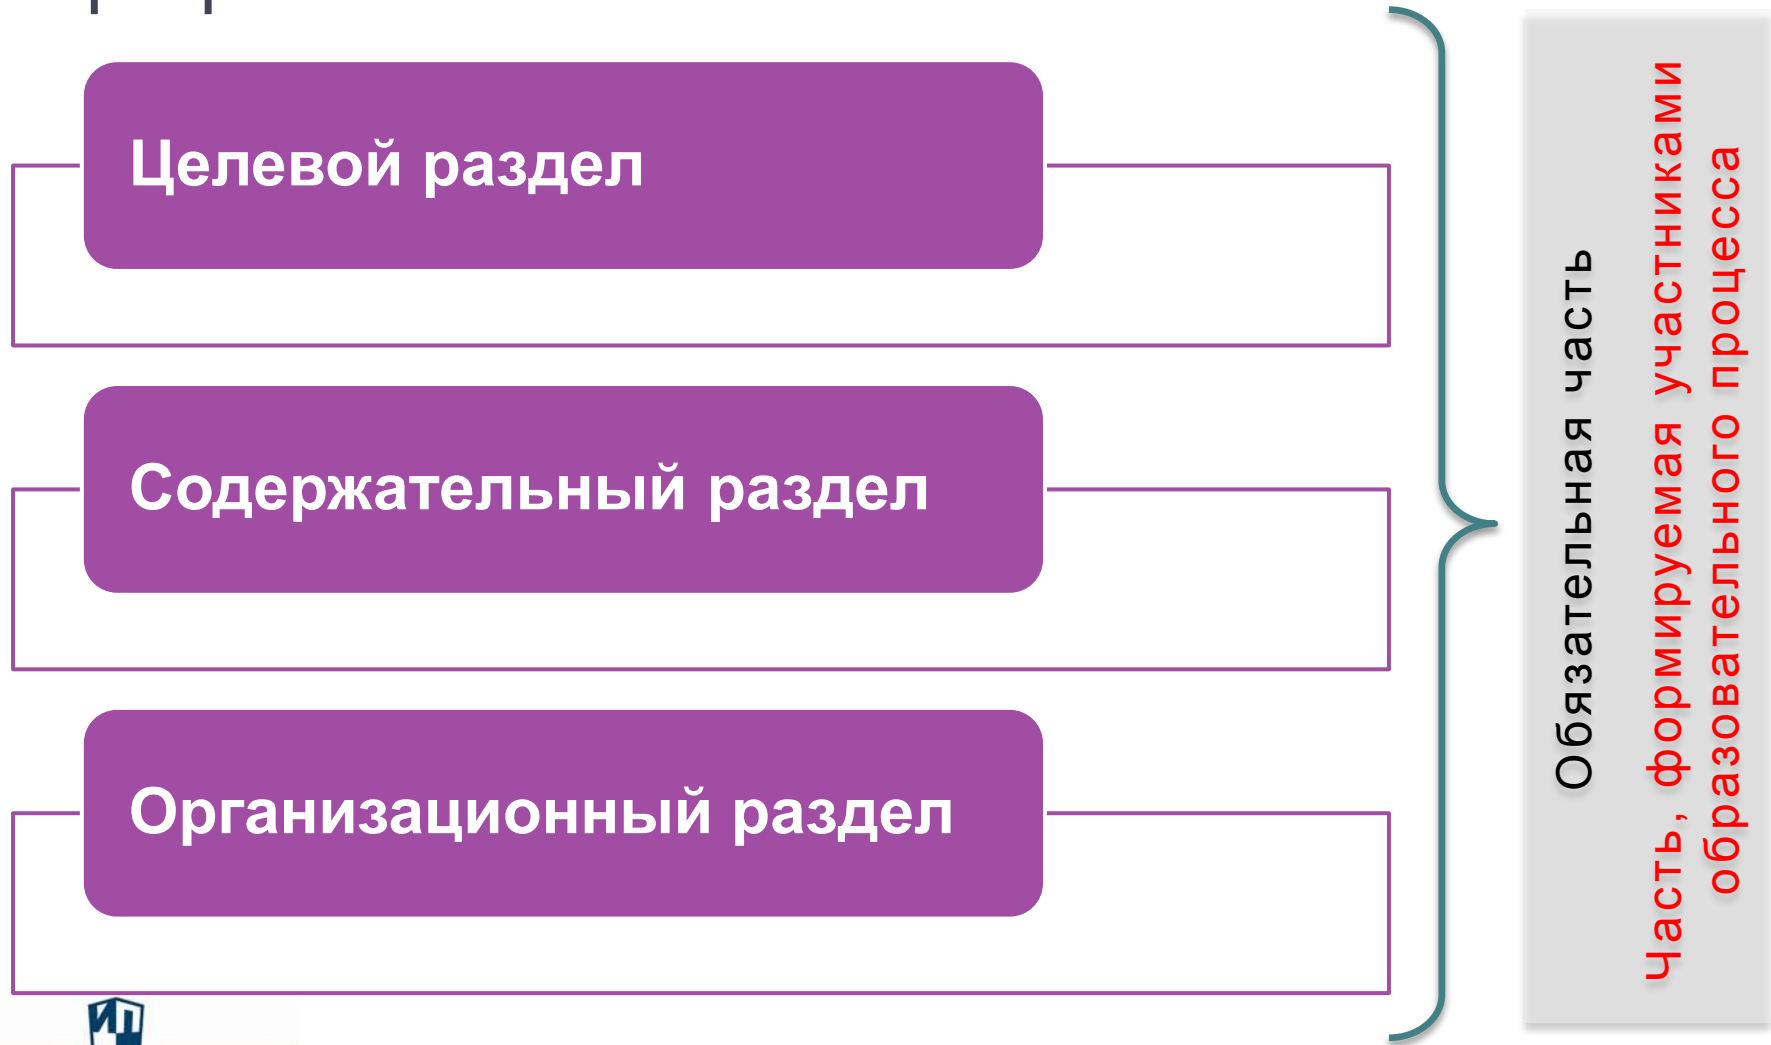 Целевой раздел
Содержательный раздел
Организационный раздел
Обязательная часть
Часть, формируемая участниками
образовательного процесса